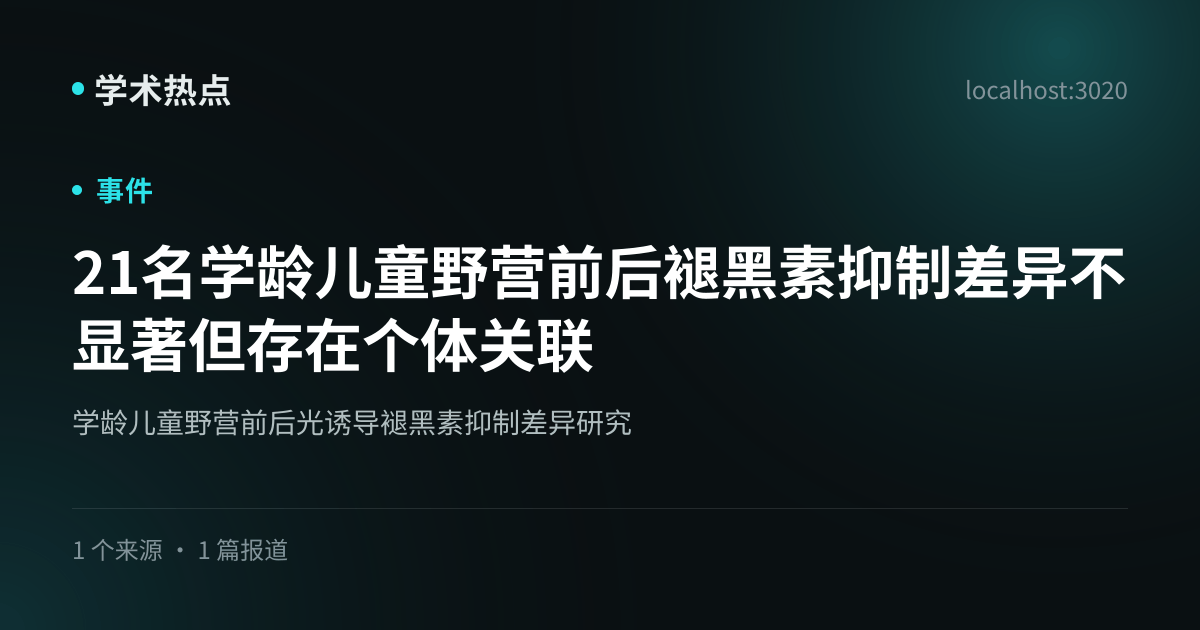 学术热点
localhost:3020
事件
21名学龄儿童野营前后褪黑素抑制差异不
显著但存在个体关联
学龄儿童野营前后光诱导褪黑素抑制差异研究
1 个来源 · 1 篇报道